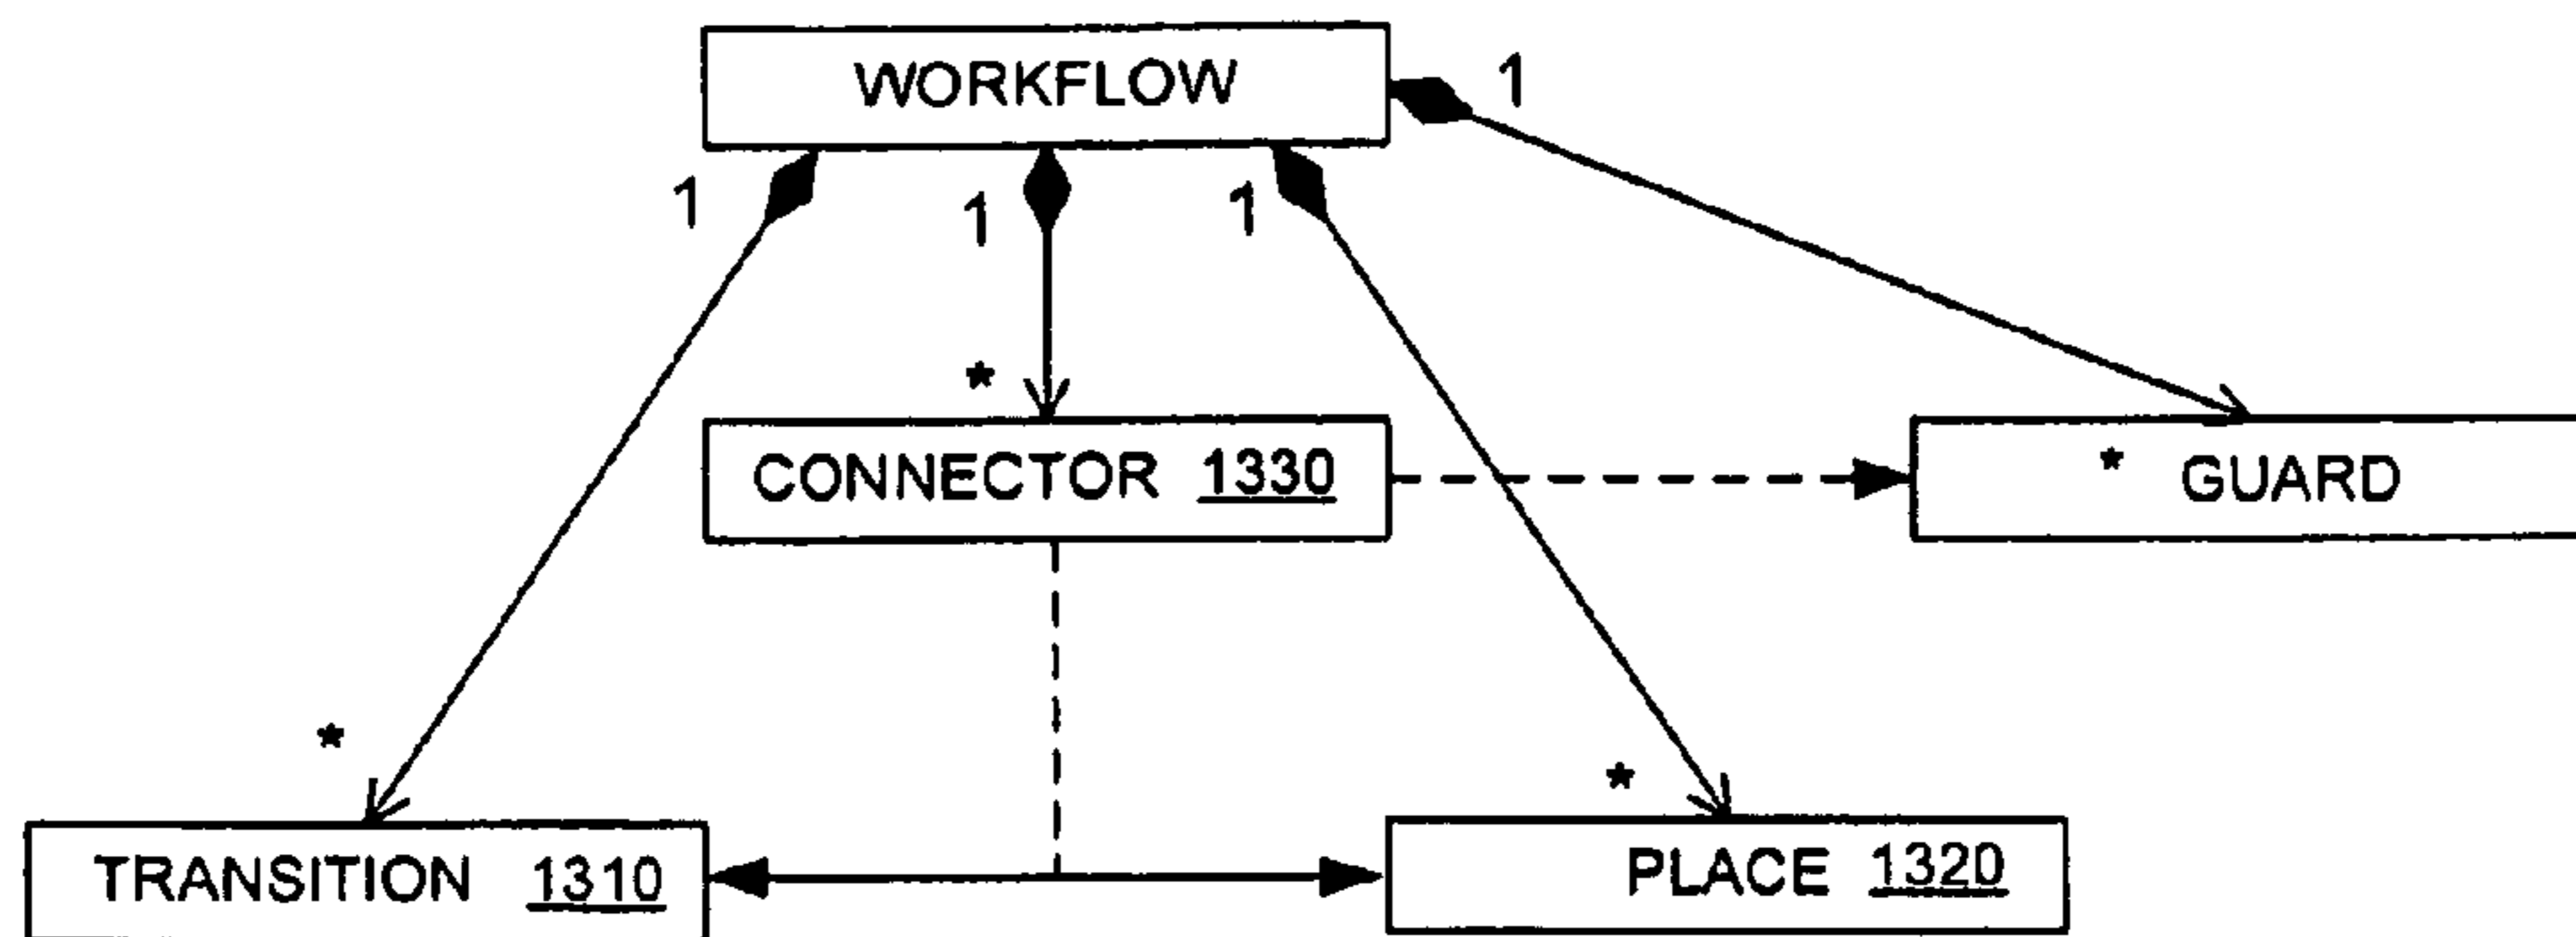 WORKFLOW
1
1
1
1
*
CONNECTOR 1330
* GUARD
*
*
TRANSITION 1310
PLACE 1320